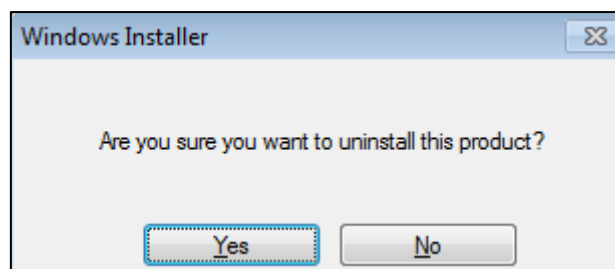 Windows Installer
Are you sure you want to uninstall this product?
Yes
No